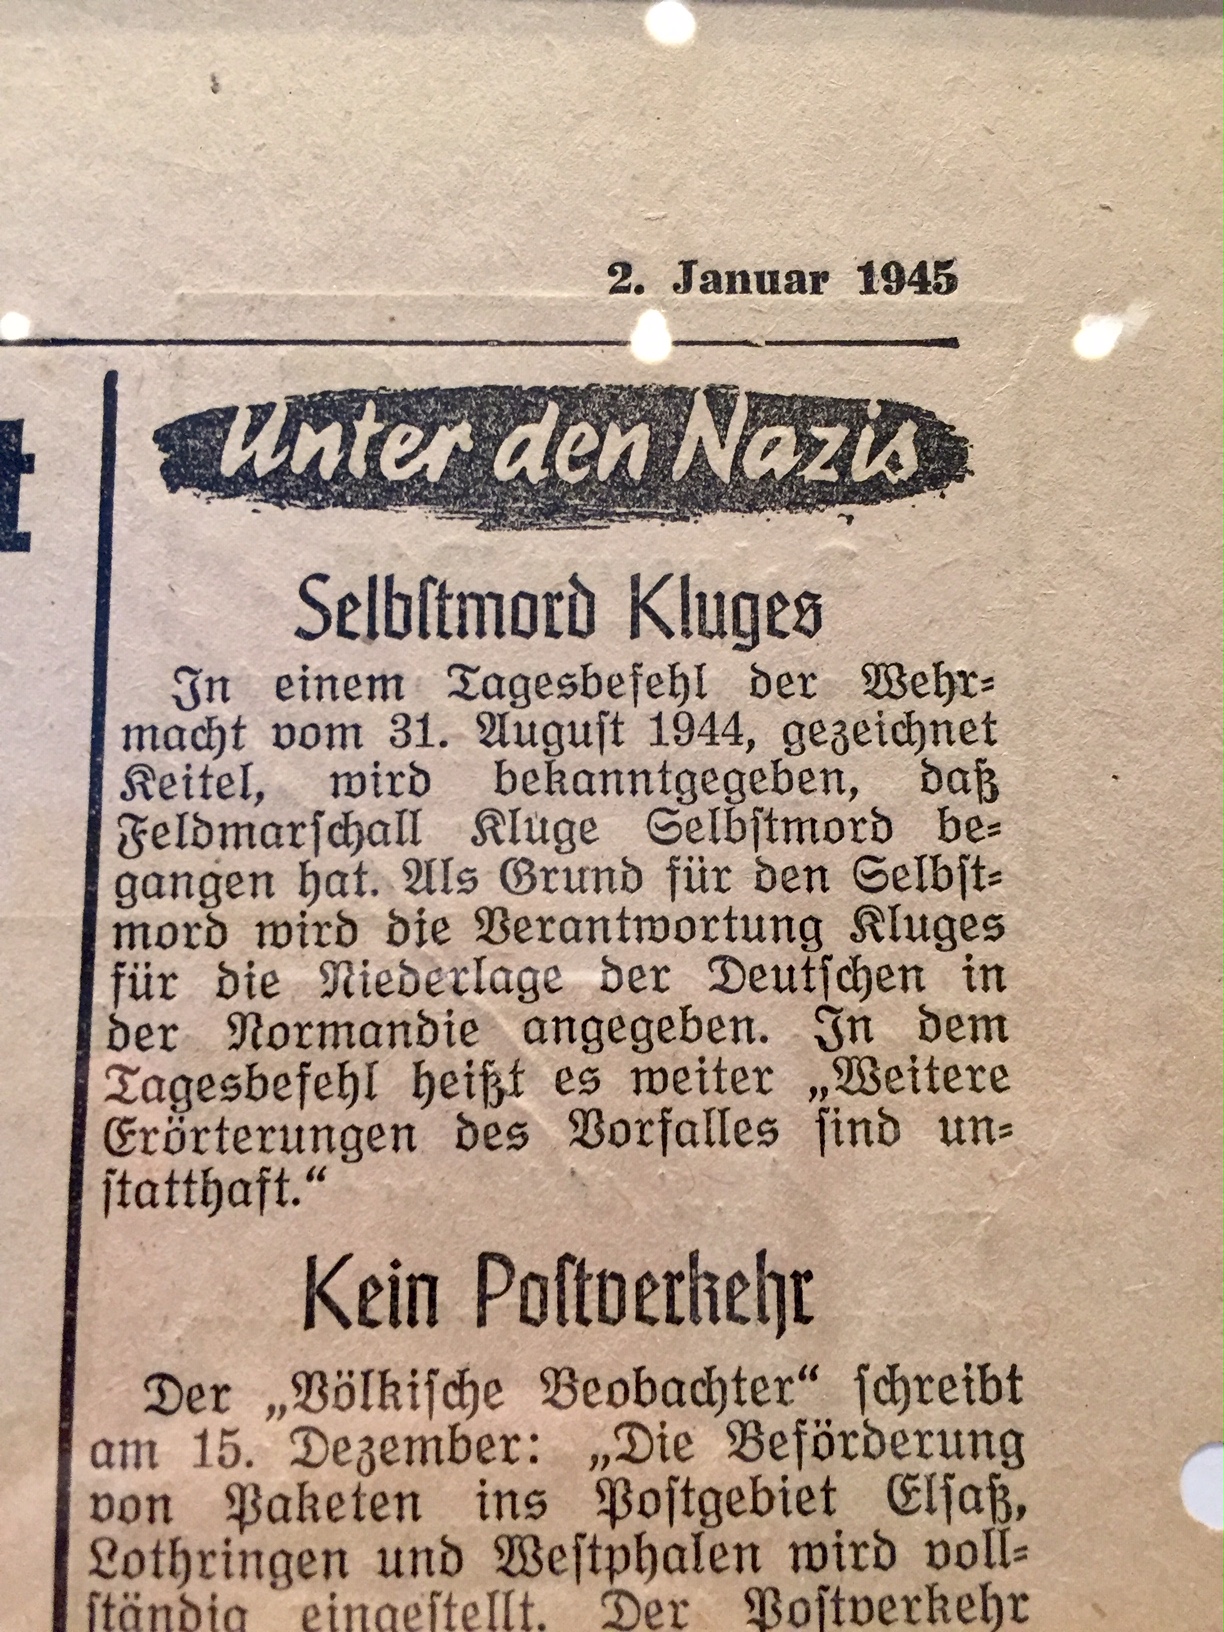 2. Januar 1945
t
Unter den Nazis
Selbſtmord Kluges
In einem Tagesbefehl der Wehr⸗
macht vom 31. Auguſt 1944, gezeichnet
Keitel, wird bekanntgegeben, daß
Feldmarſchall Kluge Selbſtmord be⸗
gangen hat. Als Grund für den Selbſt⸗
mord wird die Verantwortung Kluges
für die Niederlage der Deutſchen in
der Normandie angegeben. In dem
Tagesbefehl heißt es weiter „Weitere
Erörterungen des Vorfalles ſind un⸗
ſtatthaft.“
Kein Poſtverkehr
Der „Völkiſche Beobachter“ ſchreibt
am 15. Dezember: „Die Beförderung
von Paketen ins Poſtgebiet Elſaß,
Lothringen und Weſtphalen wird voll⸗
ſtändig eingeſtellt. Der Poſtverkehr